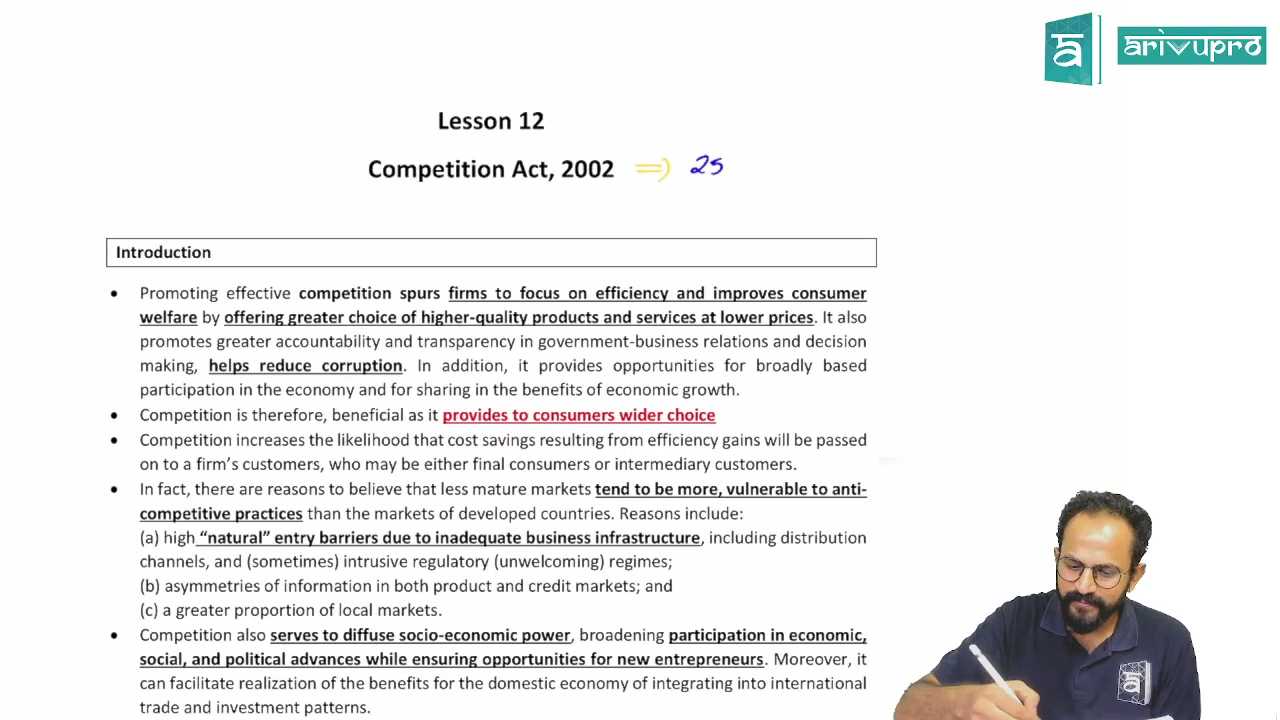 arivupro
Lesson 12
Competition Act, 2002 => 25
Introduction
• Promoting effective competition spurs firms to focus on efficiency and improves consumer
welfare by offering greater choice of higher-quality products and services at lower prices. It also
promotes greater accountability and transparency in government-business relations and decision
making, helps reduce corruption. In addition, it provides opportunities for broadly based
participation in the economy and for sharing in the benefits of economic growth.
• Competition is therefore, beneficial as it provides to consumers wider choice
• Competition increases the likelihood that cost savings resulting from efficiency gains will be passed
on to a firm's customers, who may be either final consumers or intermediary customers.
• In fact, there are reasons to believe that less mature markets tend to be more, vulnerable to anti-
competitive practices than the markets of developed countries. Reasons include:
(a) high “natural” entry barriers due to inadequate business infrastructure, including distribution
channels, and (sometimes) intrusive regulatory (unwelcoming) regimes;
(b) asymmetries of information in both product and credit markets; and
(c) a greater proportion of local markets.
• Competition also serves to diffuse socio-economic power, broadening participation in economic,
social, and political advances while ensuring opportunities for new entrepreneurs. Moreover, it
can facilitate realization of the benefits for the domestic economy of integrating into international
trade and investment patterns.